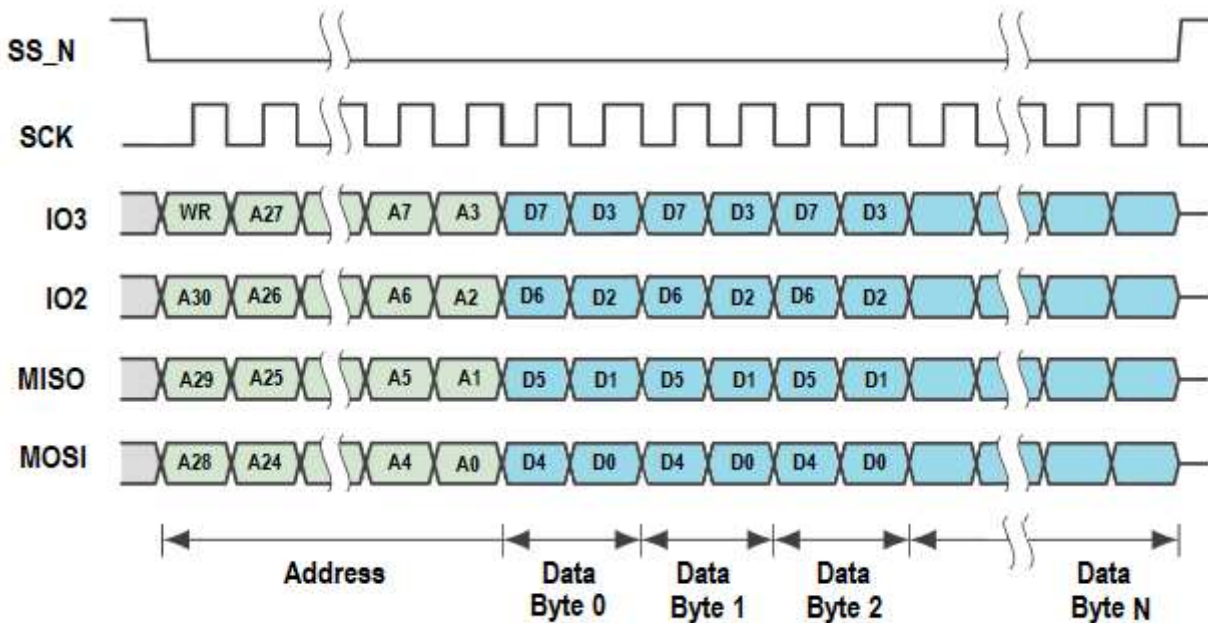 SS_N
SCK
IO3 WR A27 A7 A3 D7 D3 D7 D3 D7 D3
IO2 A30 A26 A6 A2 D6 D2 D6 D2 D6 D2
MISO A29 A25 A5 A1 D5 D1 D5 D1 D5 D1
MOSI A28 A24 A4 A0 D4 D0 D4 D0 D4 D0
Address Data Data Data Data
Byte 0 Byte 1 Byte 2 Byte N